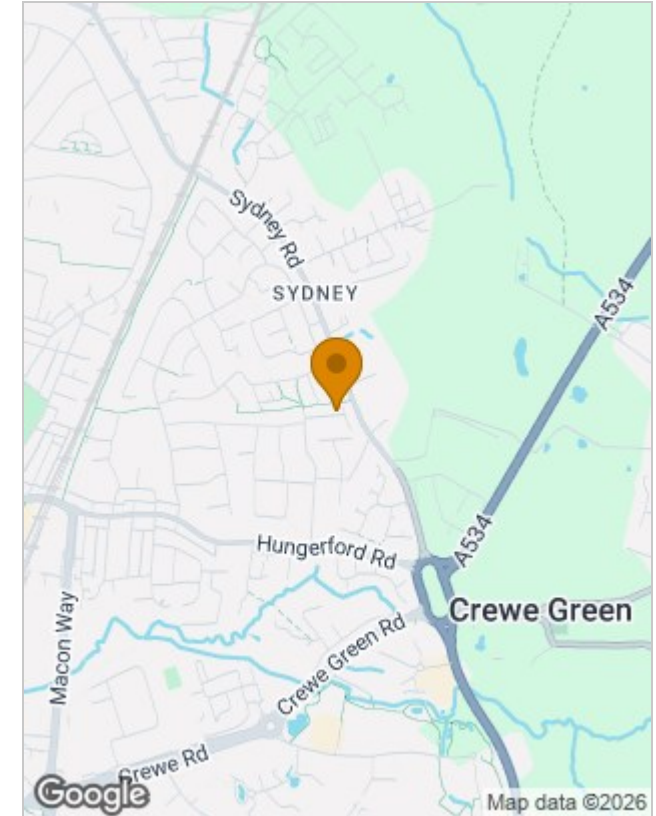 Sydney Rd
SYDNEY
A534
A534
Hungerford Rd
Crewe Green
Macon Way
Crewe Green Rd
Crewe Rd
Google
Map data ©2026